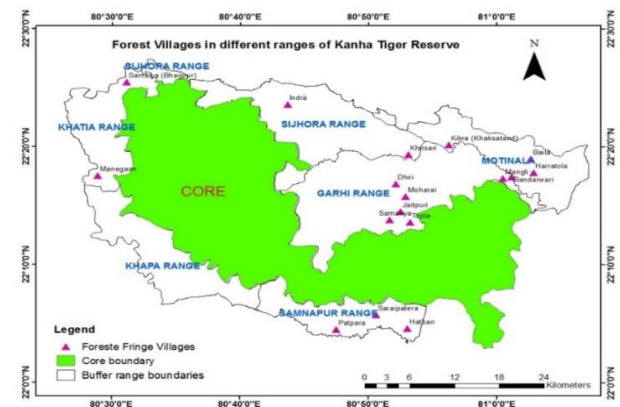 80°30'0"E 80°40'0"E 80°50'0"E 81°0'0"E
22°30'0"N
22°20'0"N
22°10'0"N
22°0'0"N
Forest Villages in different ranges of Kanha Tiger Reserve
N
SIJHORA RANGE
Santalya (Bhagpur)
Indra
KHATIA RANGE
SIJHORA RANGE
Kikra (Khaksatand)
Khirsari
MOTINALA
Baila
Harratola
Mangli
Bandarwari
Manegaon
CORE
GARHI RANGE
Dhiri
Moharai
Jaitpuri
KHAPA RANGE
SAMNAPUR RANGE
Saraipatera
Patpara
Hatban
Legend
Foreste Fringe Villages
Core boundary
Buffer range boundaries
0 3 6 12 18 24
Kilometers
22°30'0"N
22°20'0"N
22°10'0"N
22°0'0"N
80°30'0"E 80°40'0"E 80°50'0"E 81°0'0"E